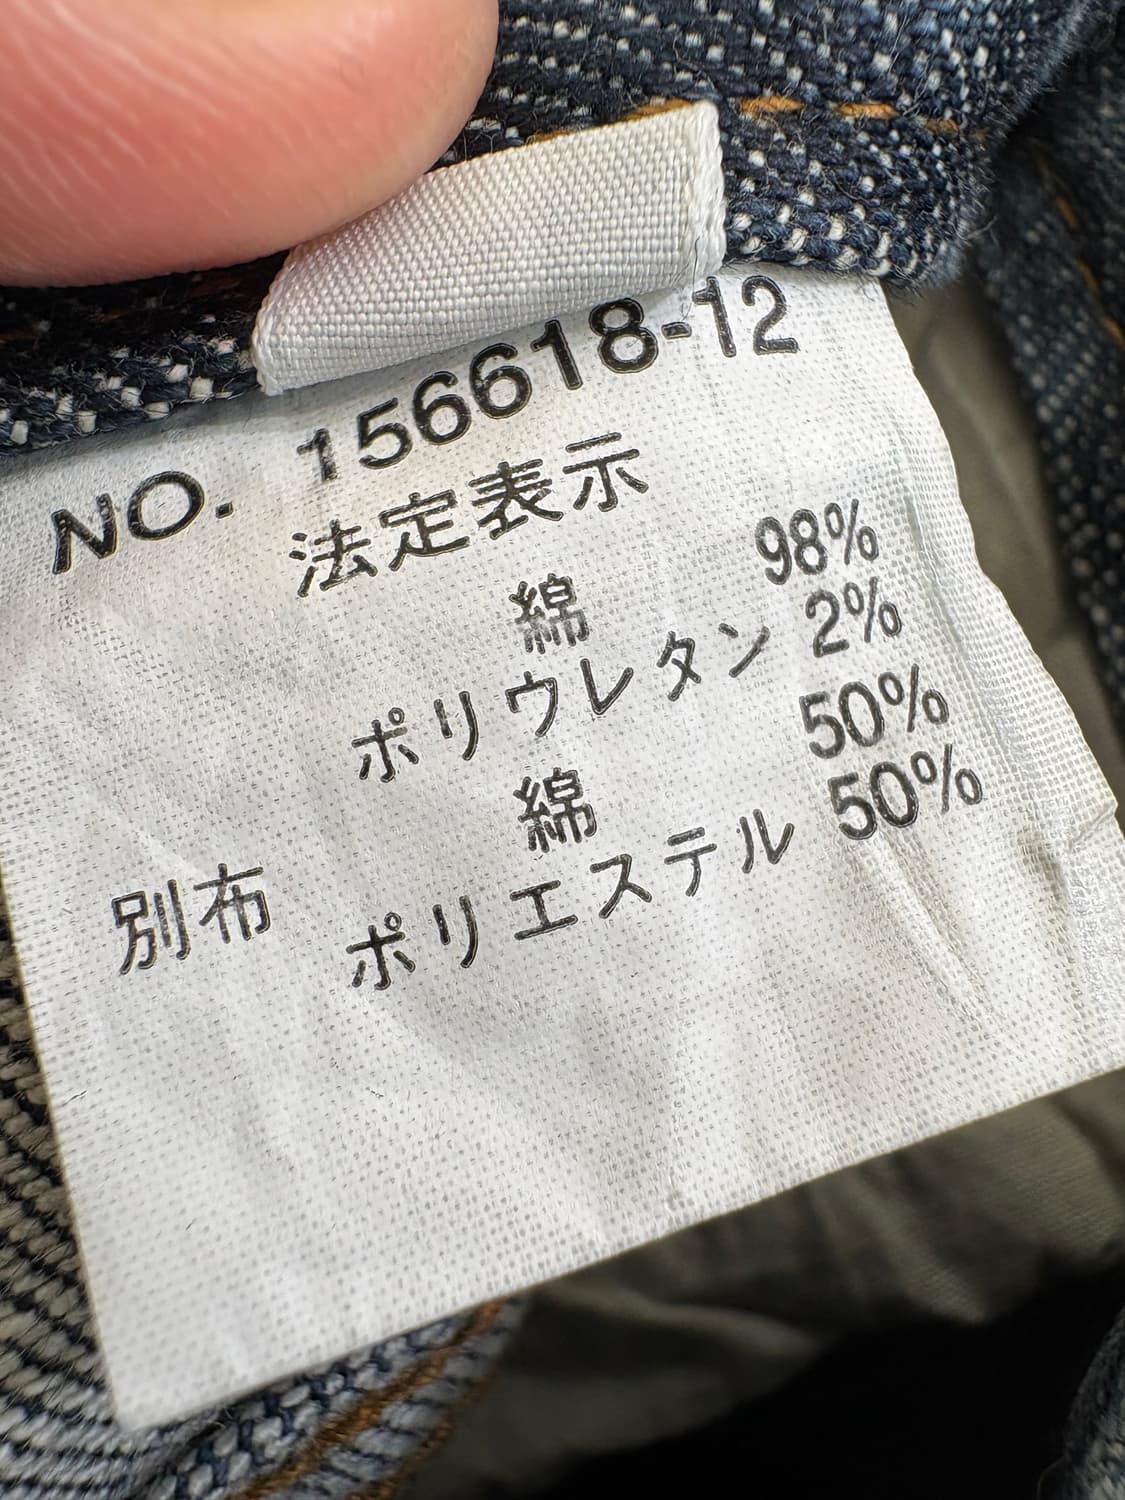 NO. 156618-12
法定表示
綿 98%
ポリウレタン 2%
綿 50%
別布 ポリエステル 50%